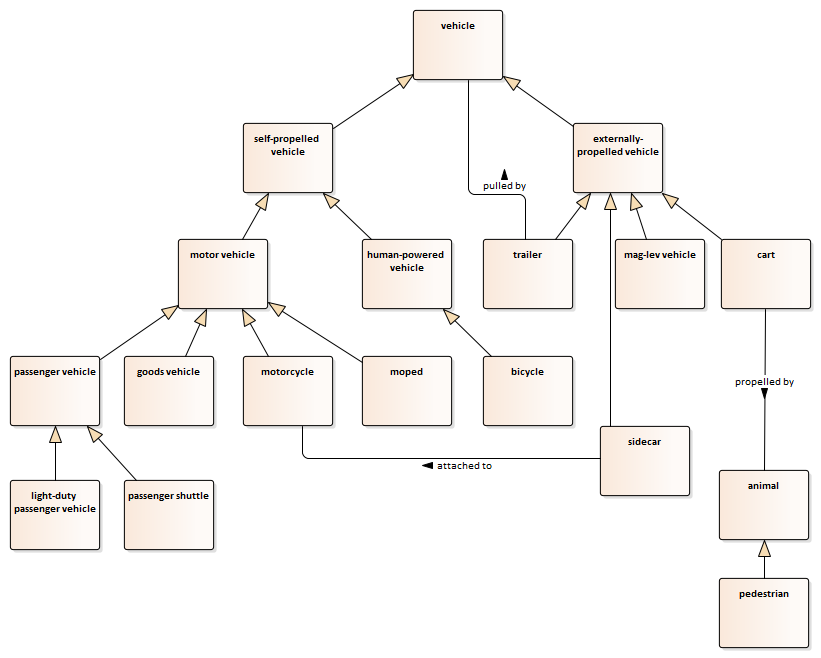 vehicle
self-propelled
vehicle
externally-
propelled vehicle
pulled by
motor vehicle
human-powered
vehicle
trailer
mag-lev vehicle
cart
passenger vehicle
goods vehicle
motorcycle
moped
bicycle
propelled by
sidecar
attached to
light-duty
passenger vehicle
passenger shuttle
animal
pedestrian